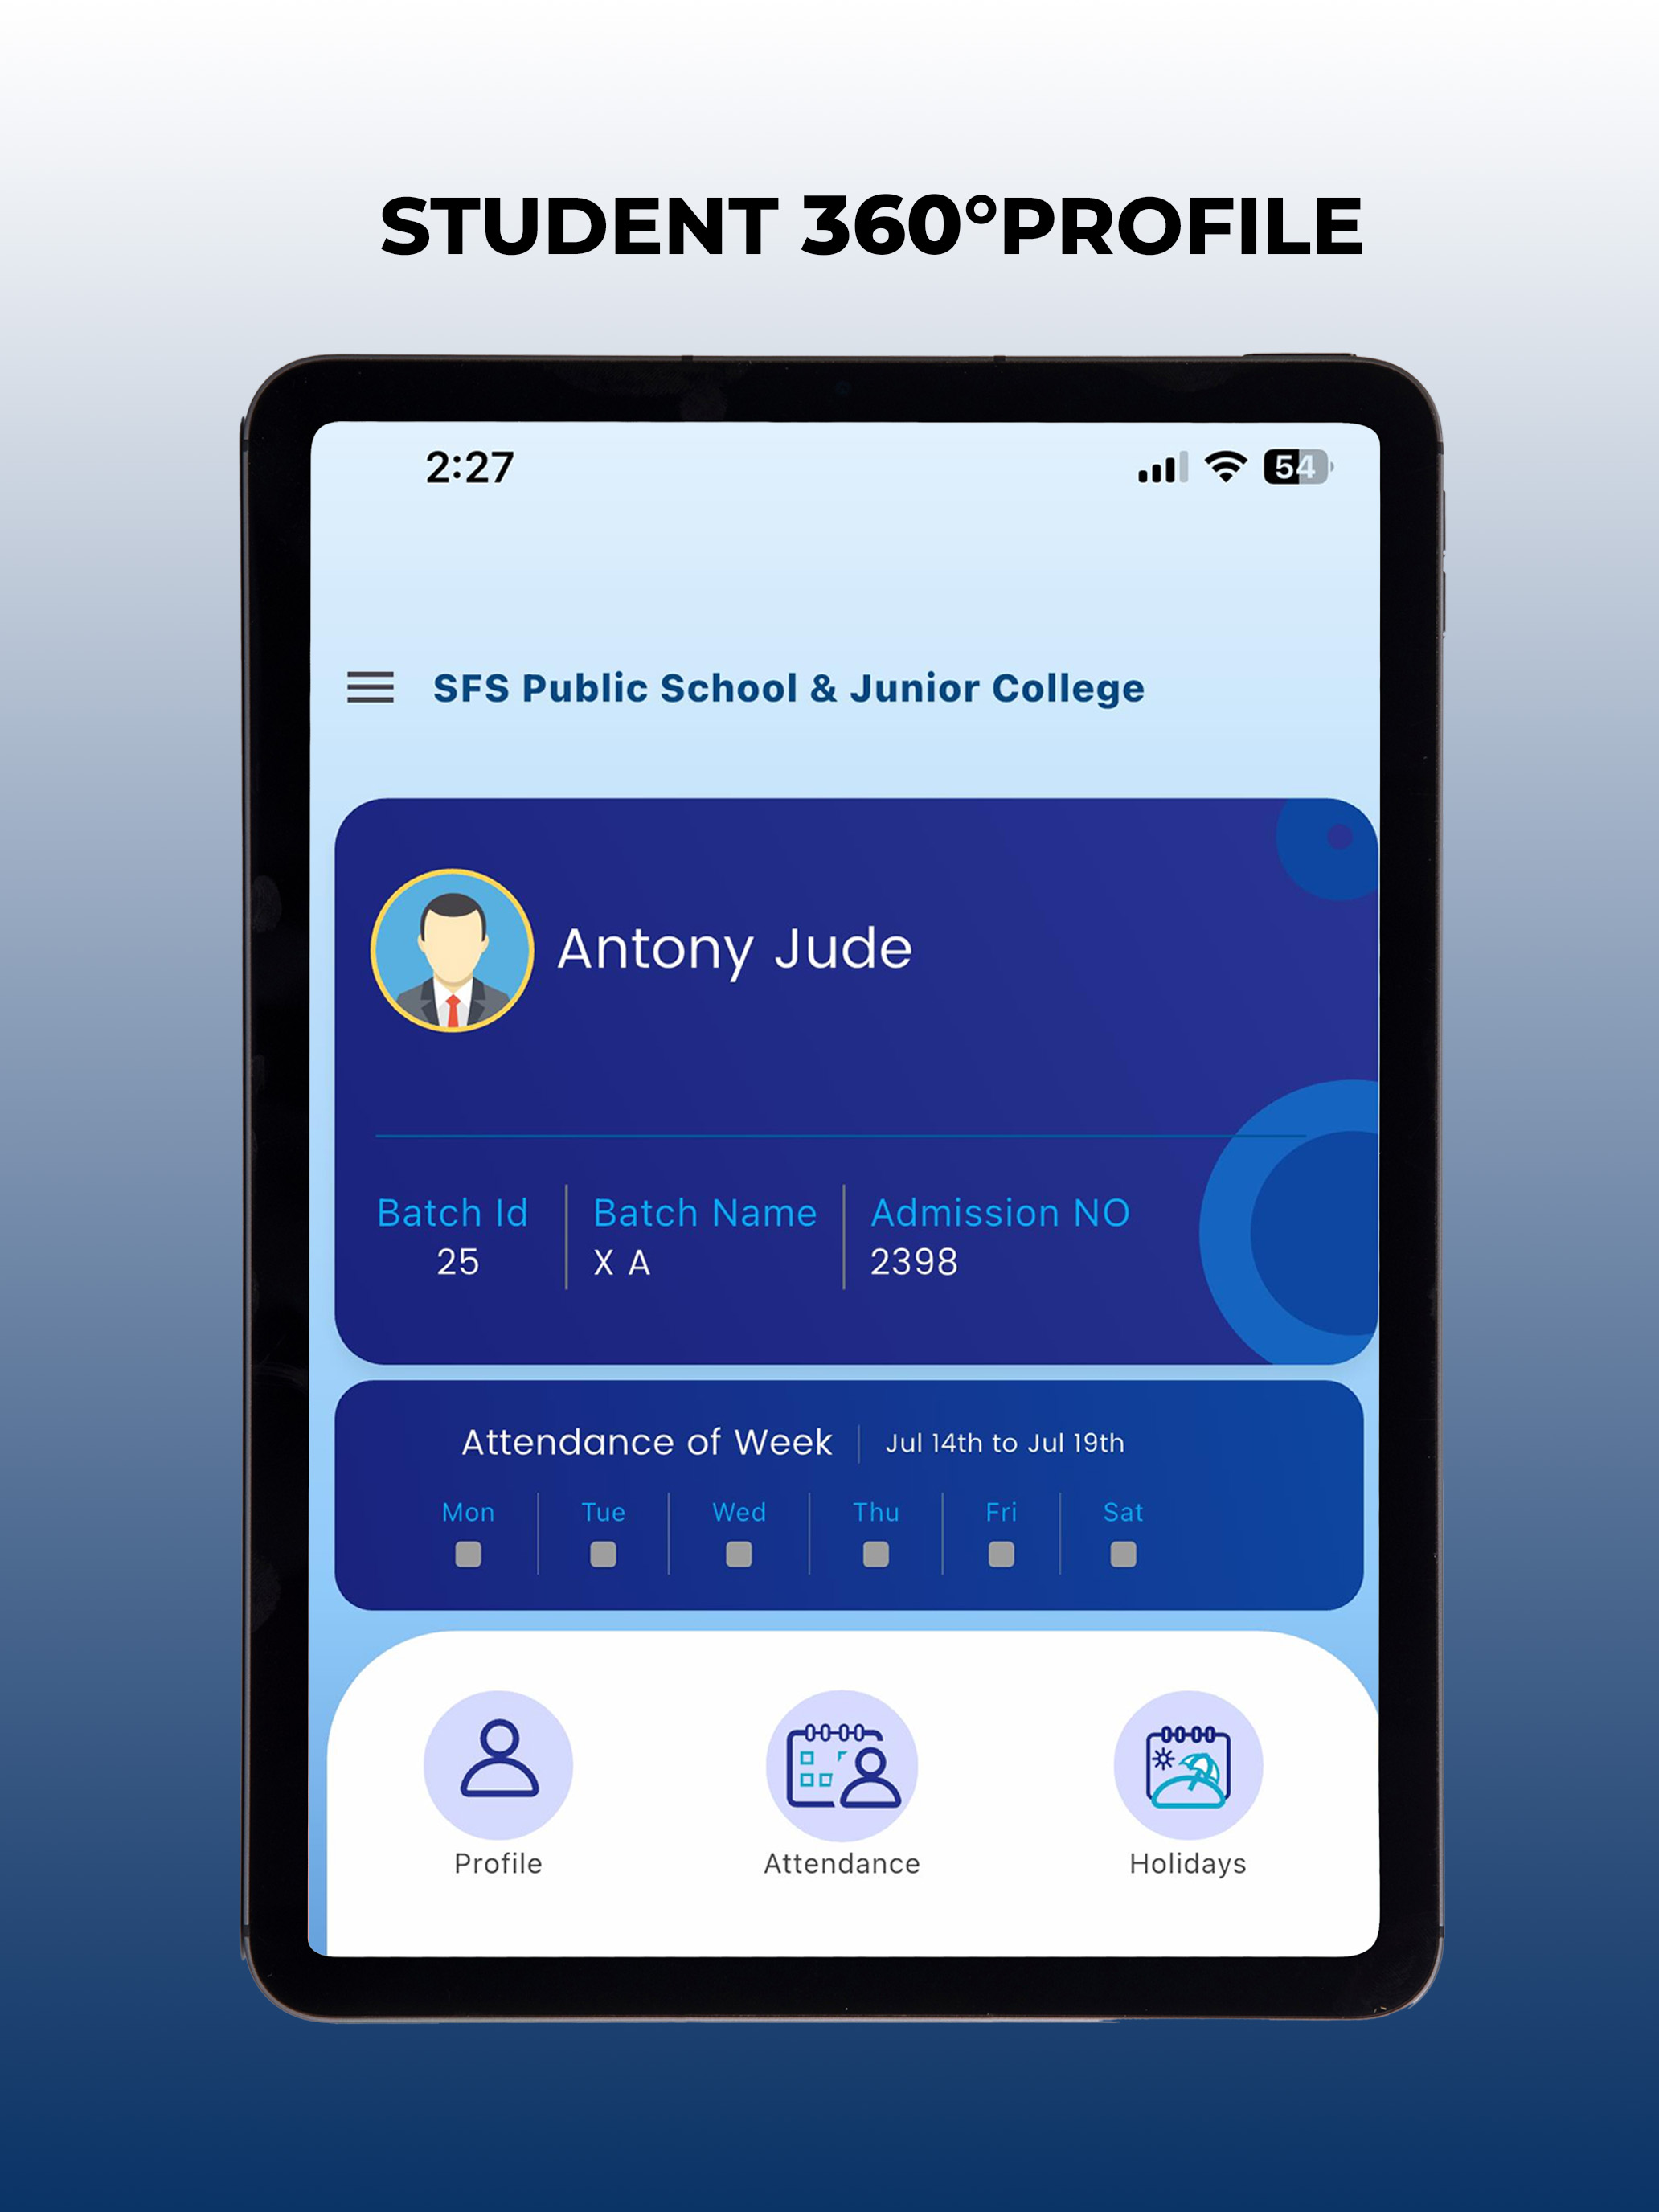 STUDENT 360°PROFILE
2:27
54
SFS Public School & Junior College
Antony Jude
Batch Id Batch Name Admission NO
25 X A 2398
Attendance of Week Jul 14th to Jul 19th
Mon Tue Wed Thu Fri Sat
Profile Attendance Holidays